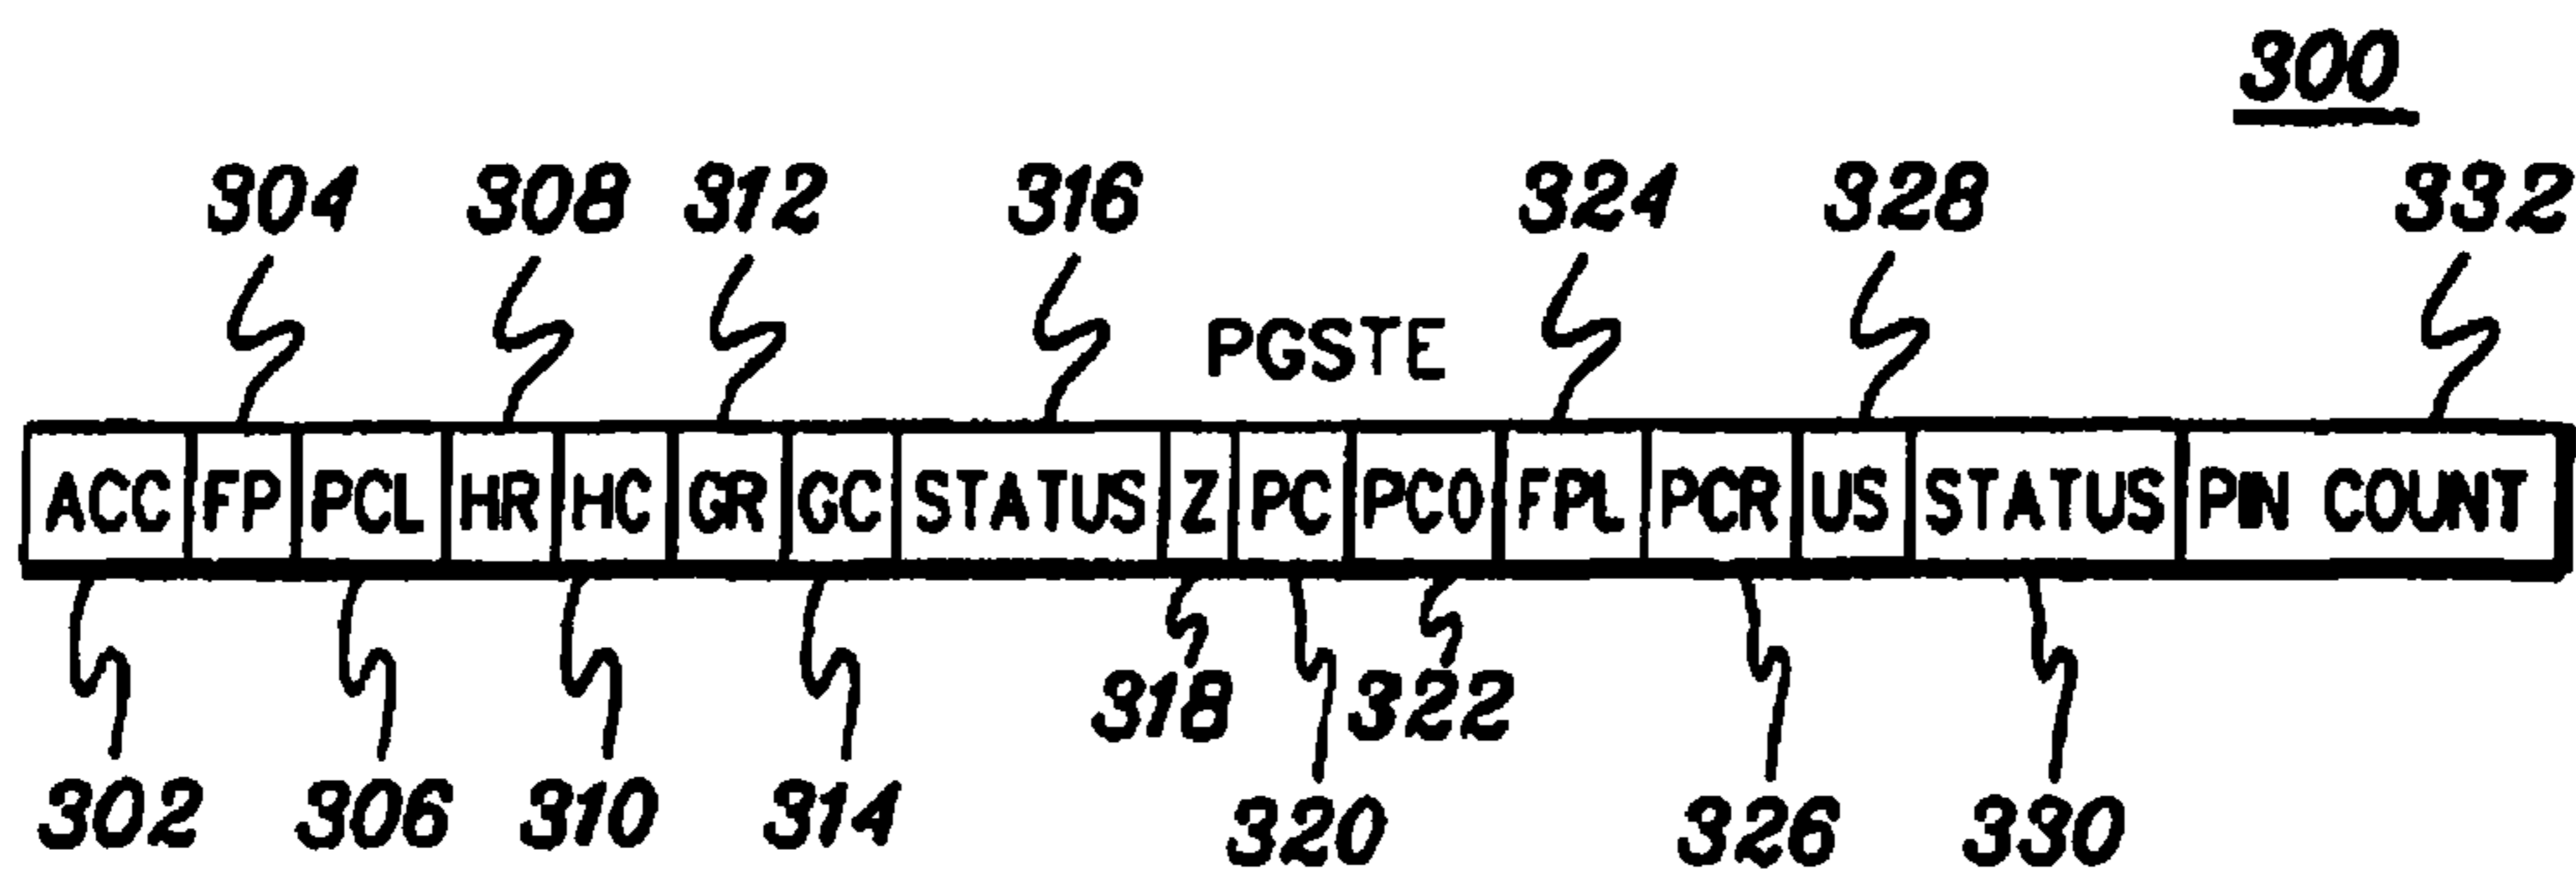 300
304 308 312 316 324 328 332
PGSTE
ACC FP PCL HR HC GR GC STATUS Z PC PCO FPL PCR US STATUS PIN COUNT
318 322
302 306 310 314 320 326 330